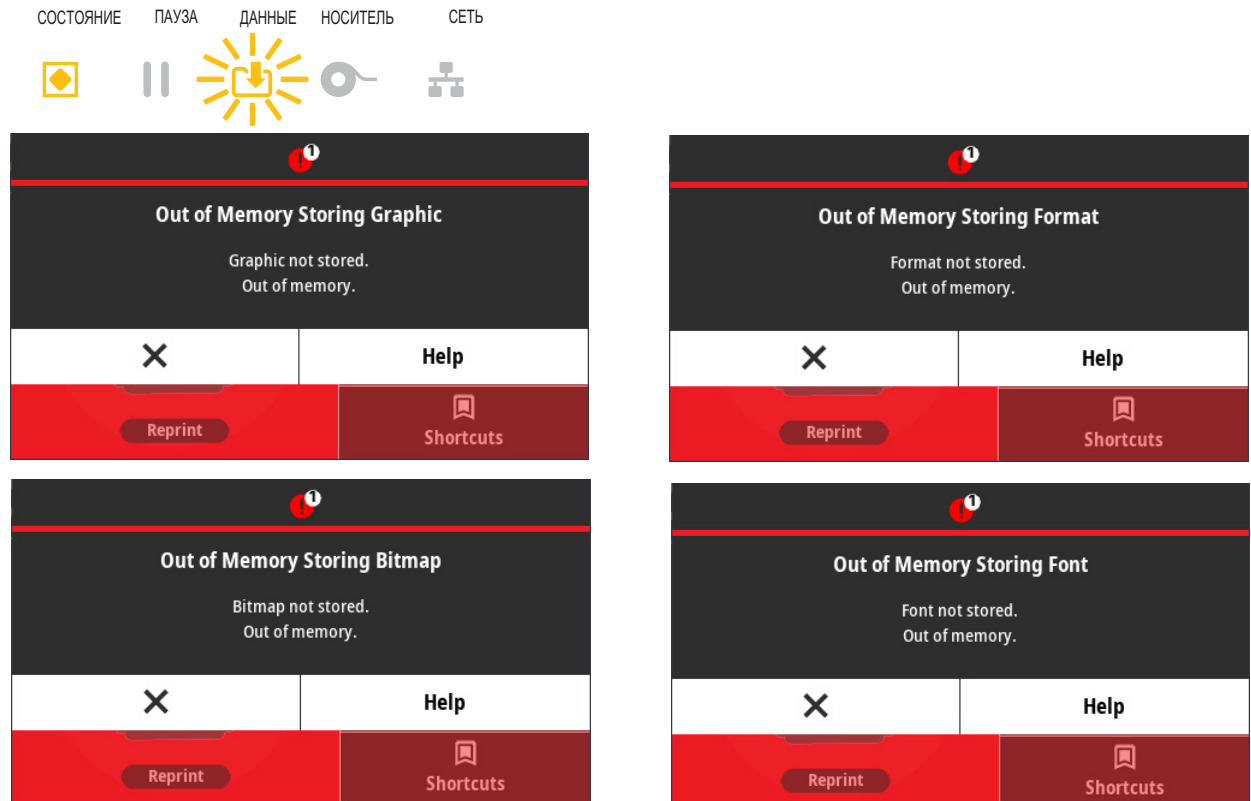 СОСТОЯНИЕ ПАУЗА ДАННЫЕ НОСИТЕЛЬ СЕТЬ
1
Out of Memory Storing Graphic
Graphic not stored.
Out of memory.
Help
Reprint
Shortcuts
1
Out of Memory Storing Format
Format not stored.
Out of memory.
Help
Reprint
Shortcuts
1
Out of Memory Storing Bitmap
Bitmap not stored.
Out of memory.
Help
Reprint
Shortcuts
1
Out of Memory Storing Font
Font not stored.
Out of memory.
Help
Reprint
Shortcuts